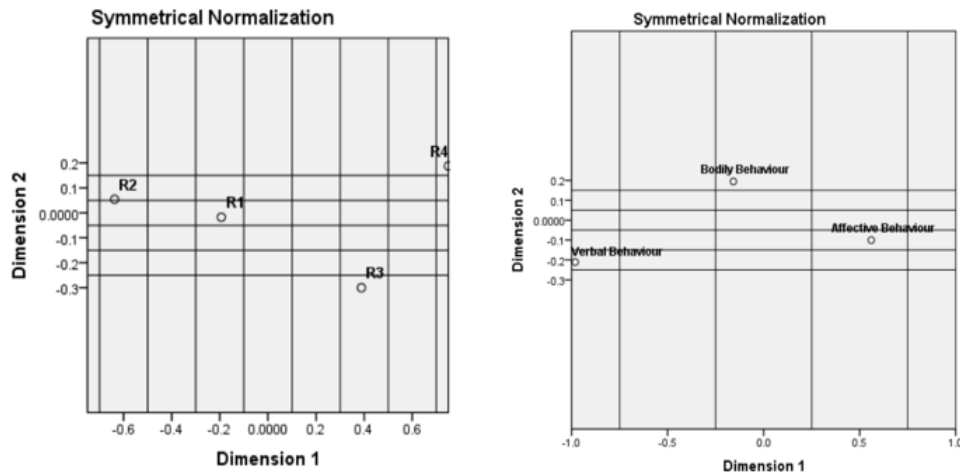 Symmetrical Normalization
R4
R2
R1
R3
0.2
0.1
0.0000
-0.1
-0.2
-0.3
Dimension 2
-0.6 -0.4 -0.2 0.0000 0.2 0.4 0.6
Dimension 1
Symmetrical Normalization
Bodily Behaviour
Affective Behaviour
Verbal Behaviour
0.2
0.1
0.0000
-0.1
-0.2
-0.3
Dimension 2
-1.0 -0.5 0.0 0.5 1.0
Dimension 1